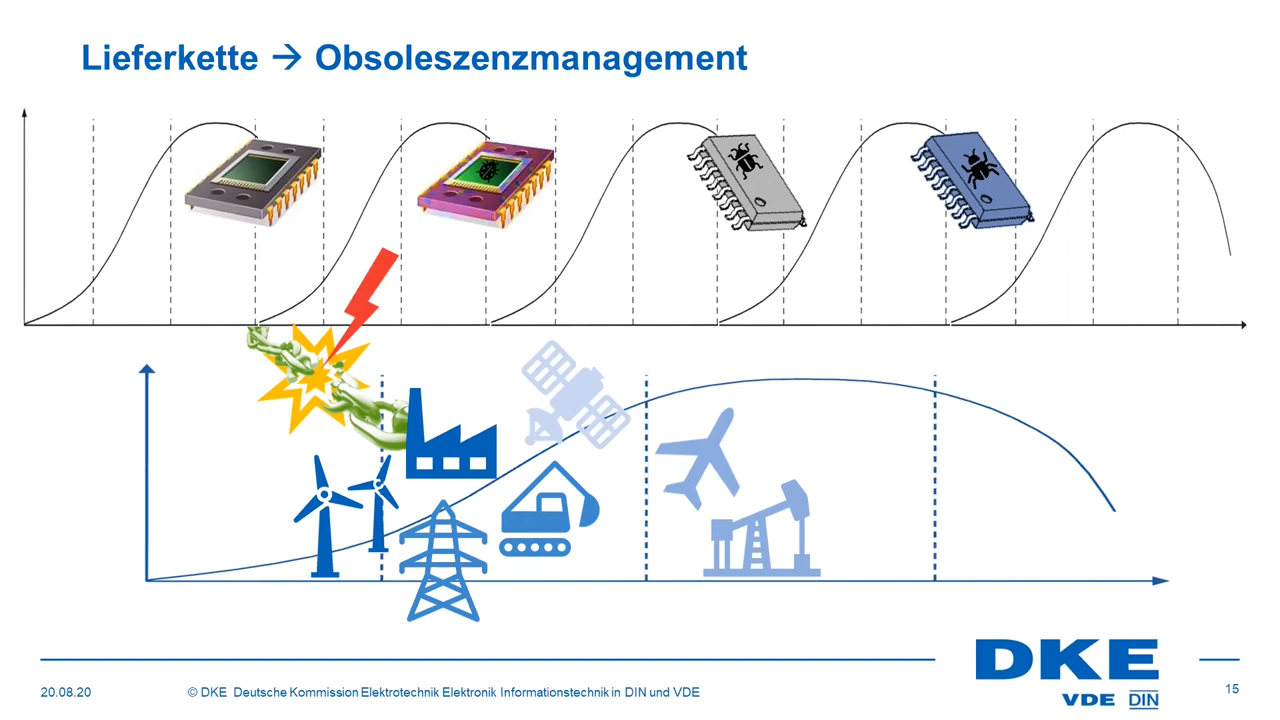 Lieferkette → Obsoleszenzmanagement
20.08.20
© DKE Deutsche Kommission Elektrotechnik Elektronik Informationstechnik in DIN und VDE
DKE
VDE DIN
15